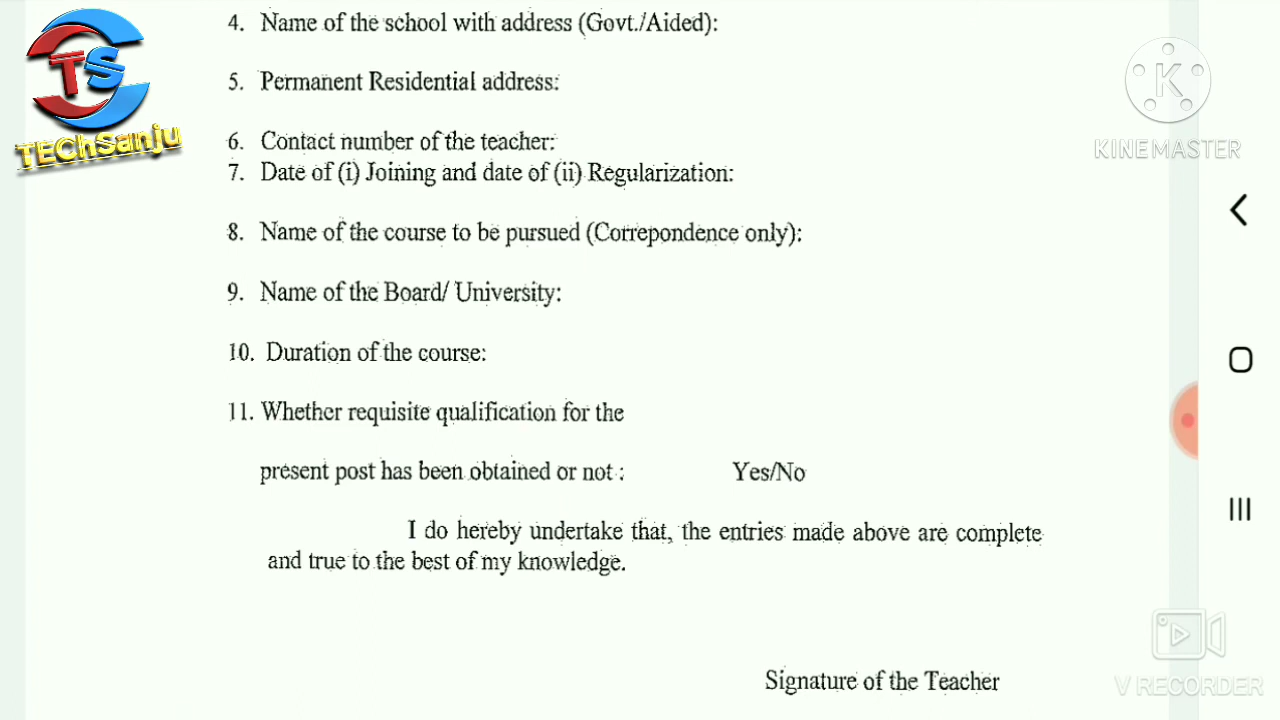 TS
TEChSanju
4. Name of the school with address (Govt./Aided):
K
KINEMASTER
5. Permanent Residential address:
6. Contact number of the teacher:
7. Date of (i) Joining and date of (ii) Regularization:
8. Name of the course to be pursued (Correpondence only):
9. Name of the Board/ University:
10. Duration of the course:
11. Whether requisite qualification for the
present post has been obtained or not : Yes/No
I do hereby undertake that, the entries made above are complete
and true to the best of my knowledge.
Signature of the Teacher
V RECORDER